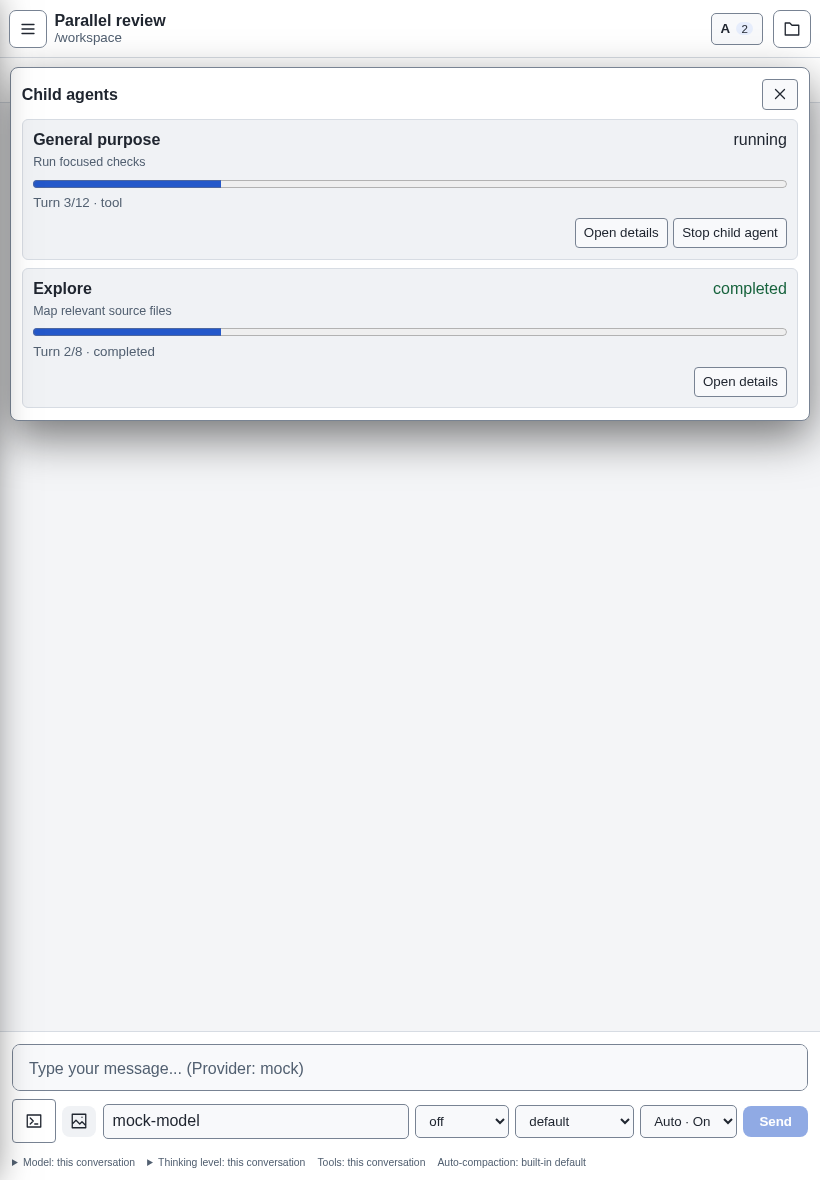 Parallel review
/workspace
A 2
Child agents
General purpose
running
Run focused checks
Turn 3/12 · tool
Open details
Stop child agent
Explore
completed
Map relevant source files
Turn 2/8 · completed
Open details
Type your message... (Provider: mock)
mock-model
off
default
Auto · On
Send
Model: this conversation
Thinking level: this conversation
Tools: this conversation
Auto-compaction: built-in default